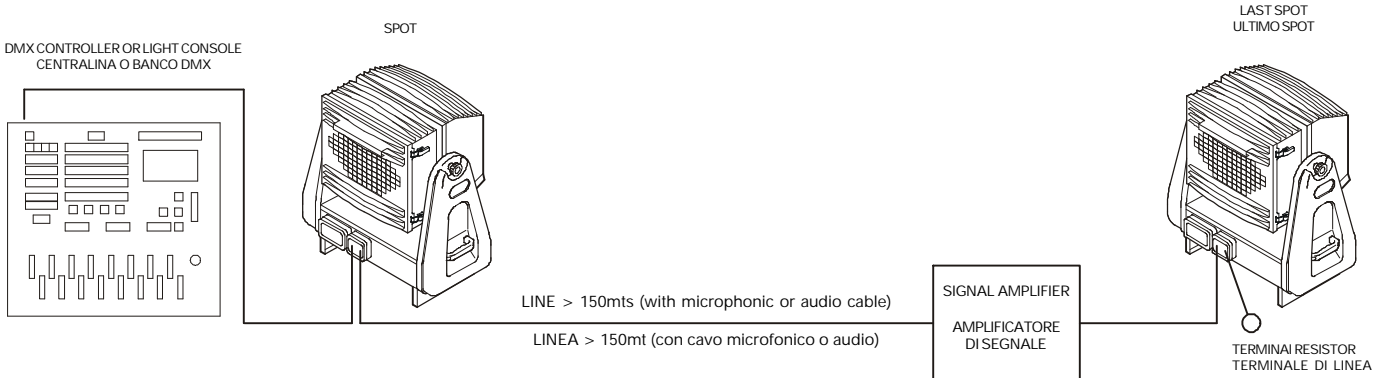 LAST SPOT
ULTIMO SPOT
SPOT
DMX CONTROLLER OR LIGHT CONSOLE
CENTRALINA O BANCO DMX
LINE > 150mts (with microphonic or audio cable)
LINEA > 150mt (con cavo microfonico o audio)
SIGNAL AMPLIFIER
AMPLIFICATORE
DI SEGNALE
TERMINAI RESISTOR
TERMINALE DI LINEA